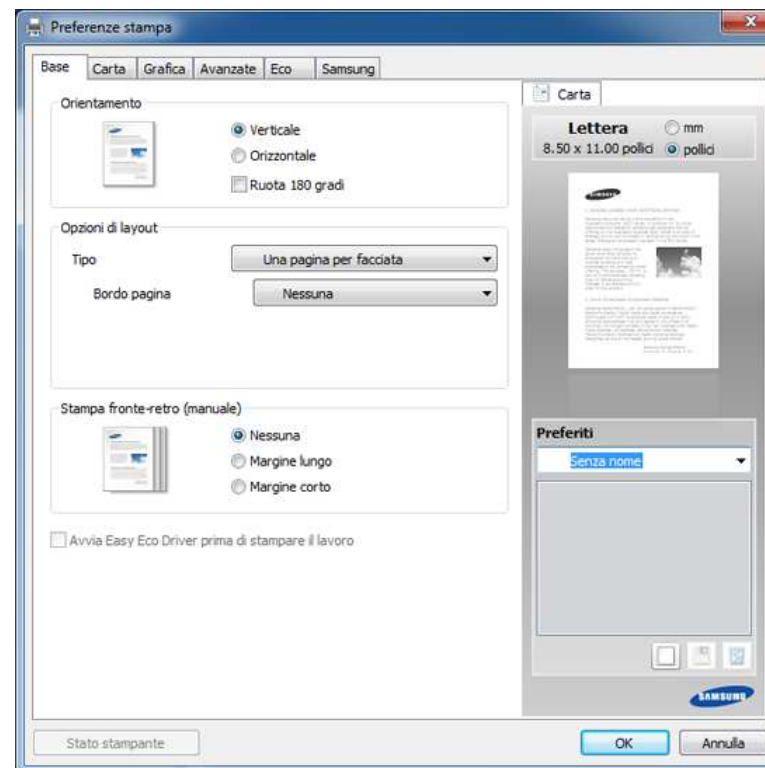 Preferenze stampa
Base Carta Grafica Avanzate Eco Samsung
Orientamento
Verticale
Orizzontale
Ruota 180 gradi
Opzioni di layout
Tipo Una pagina per facciata
Bordo pagina Nessuna
Stampa fronte-retro (manuale)
Nessuna
Margine lungo
Margine corto
Avvia Easy Eco Driver prima di stampare il lavoro
Carta
Lettera mm
8.50 x 11.00 pollici pollici
SAMSUNG
Preferiti
Senza nome
SAMSUNG
Stato stampante OK Annulla